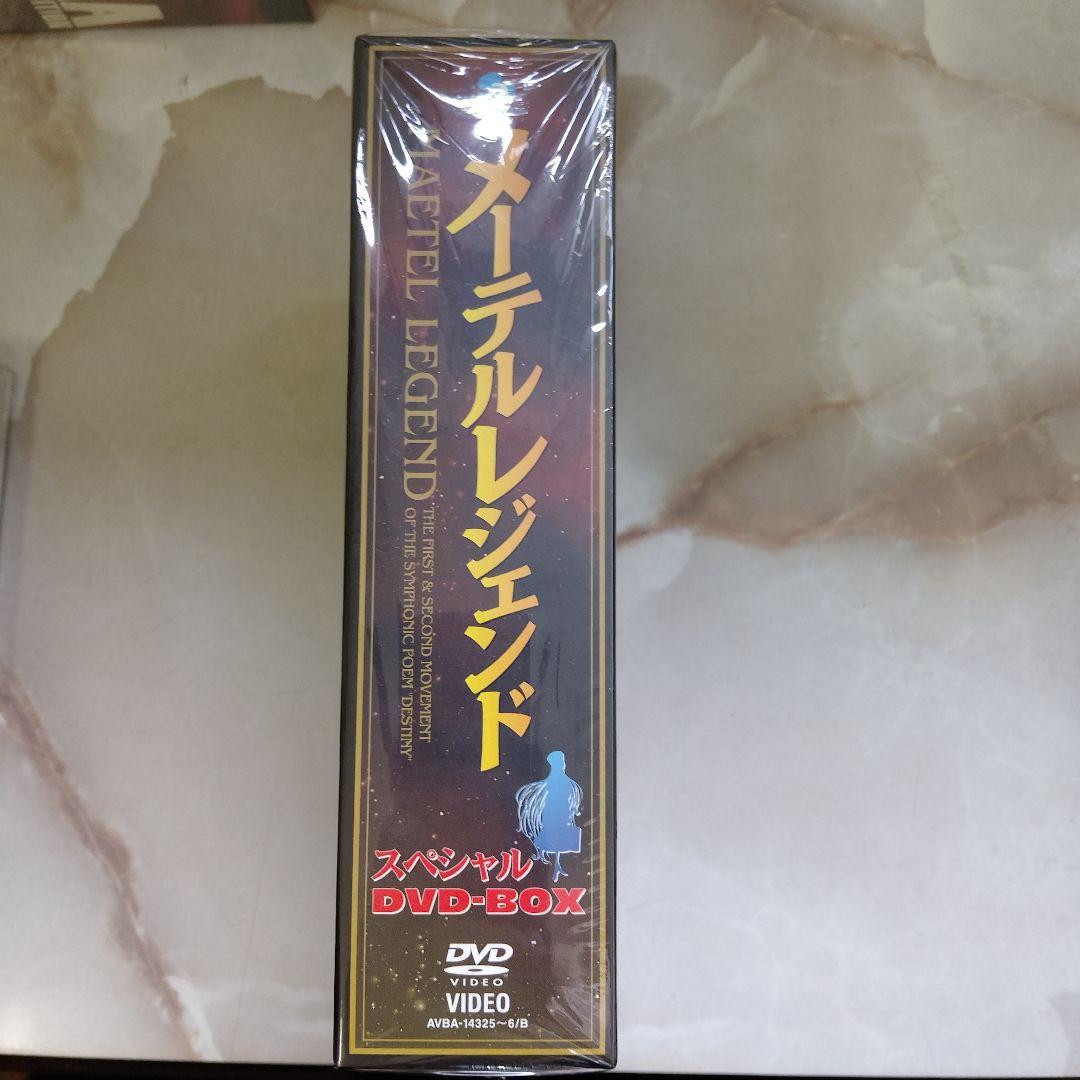 メーテルレジェンド
MAETEL LEGEND
THE FIRST & SECOND MOVEMENT
OF THE SYMPHONIC POEM "DESTINY"
スペシャル
DVD-BOX
DVD
VIDEO
VIDEO
AVBA-14325～6/B